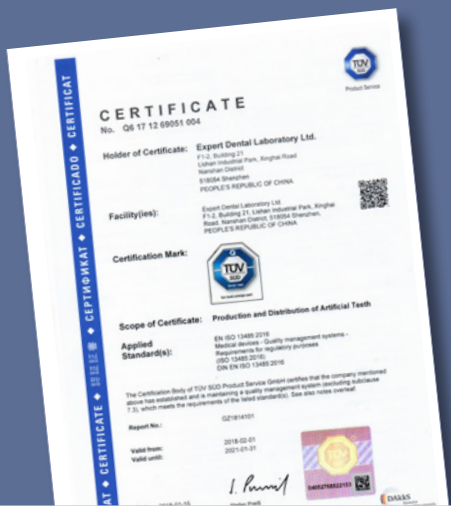 TÜV
SÜD
Product Service
CERTIFICATE
No. Q6 17 12 69051 004
Holder of Certificate: Expert Dental Laboratory Ltd.
F1-2, Building 21
Lishan Industrial Park, Xinghai Road
Nanshan District
518054 Shenzhen
PEOPLE'S REPUBLIC OF CHINA
Facility(ies): Expert Dental Laboratory Ltd.
F1-2, Building 21, Lishan Industrial Park, Xinghai
Road, Nanshan District, 518054 Shenzhen,
PEOPLE'S REPUBLIC OF CHINA
Certification Mark:
TÜV
SÜD
Scope of Certificate: Production and Distribution of Artificial Teeth
Applied EN ISO 13485:2016
Standard(s): Medical devices - Quality management systems -
Requirements for regulatory purposes
(ISO 13485:2016)
DIN EN ISO 13485:2016
The Certification Body of TÜV SÜD Product Service GmbH certifies that the company mentioned
above has established and is maintaining a quality management system (excluding subclause
7.3), which meets the requirements of the listed standard(s). See also notes overleaf.
Report No.: GZ1814101
Valid from: 2018-02-01
Valid until: 2021-01-31
DAkkS
AT ◆ CERTIFICATE ◆ ◆ СЕРТИФИКАТ ◆ CERTIFICADO ◆ CERTIFICAT